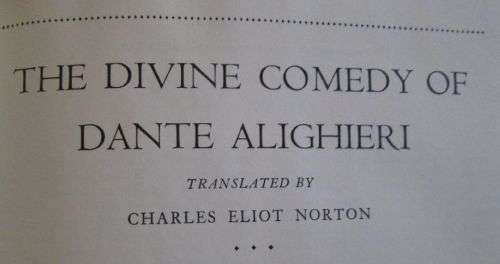 THE DIVINE COMEDY OF
DANTE ALIGHIERI
TRANSLATED BY
CHARLES ELIOT NORTON